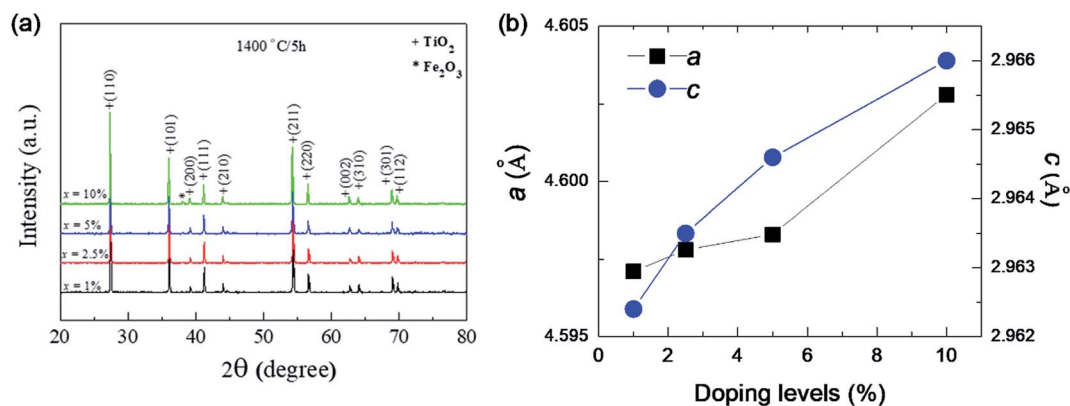 (a)
1400 °C/5h
+ TiO2
* Fe2O3
+(110)
+(101)
*
+(200)
+(111)
+(210)
+(211)
+(220)
+(002)
+(310)
+(301)
+(112)
x = 10%
x = 5%
x = 2.5%
x = 1%
Intensity (a.u.)
20 30 40 50 60 70 80
2θ (degree)
(b)
a
c
4.605
4.600
4.595
a (Å)
2.966
2.965
2.964
2.963
2.962
c (Å)
0 2 4 6 8 10
Doping levels (%)